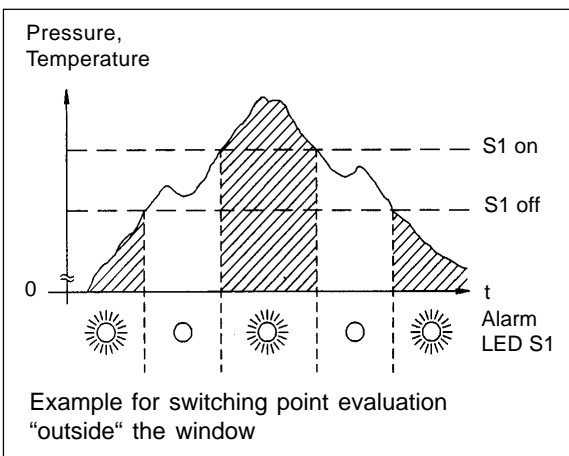 Pressure,
Temperature
S1 on
S1 off
0
t
Alarm
LED S1
Example for switching point evaluation
“outside“ the window